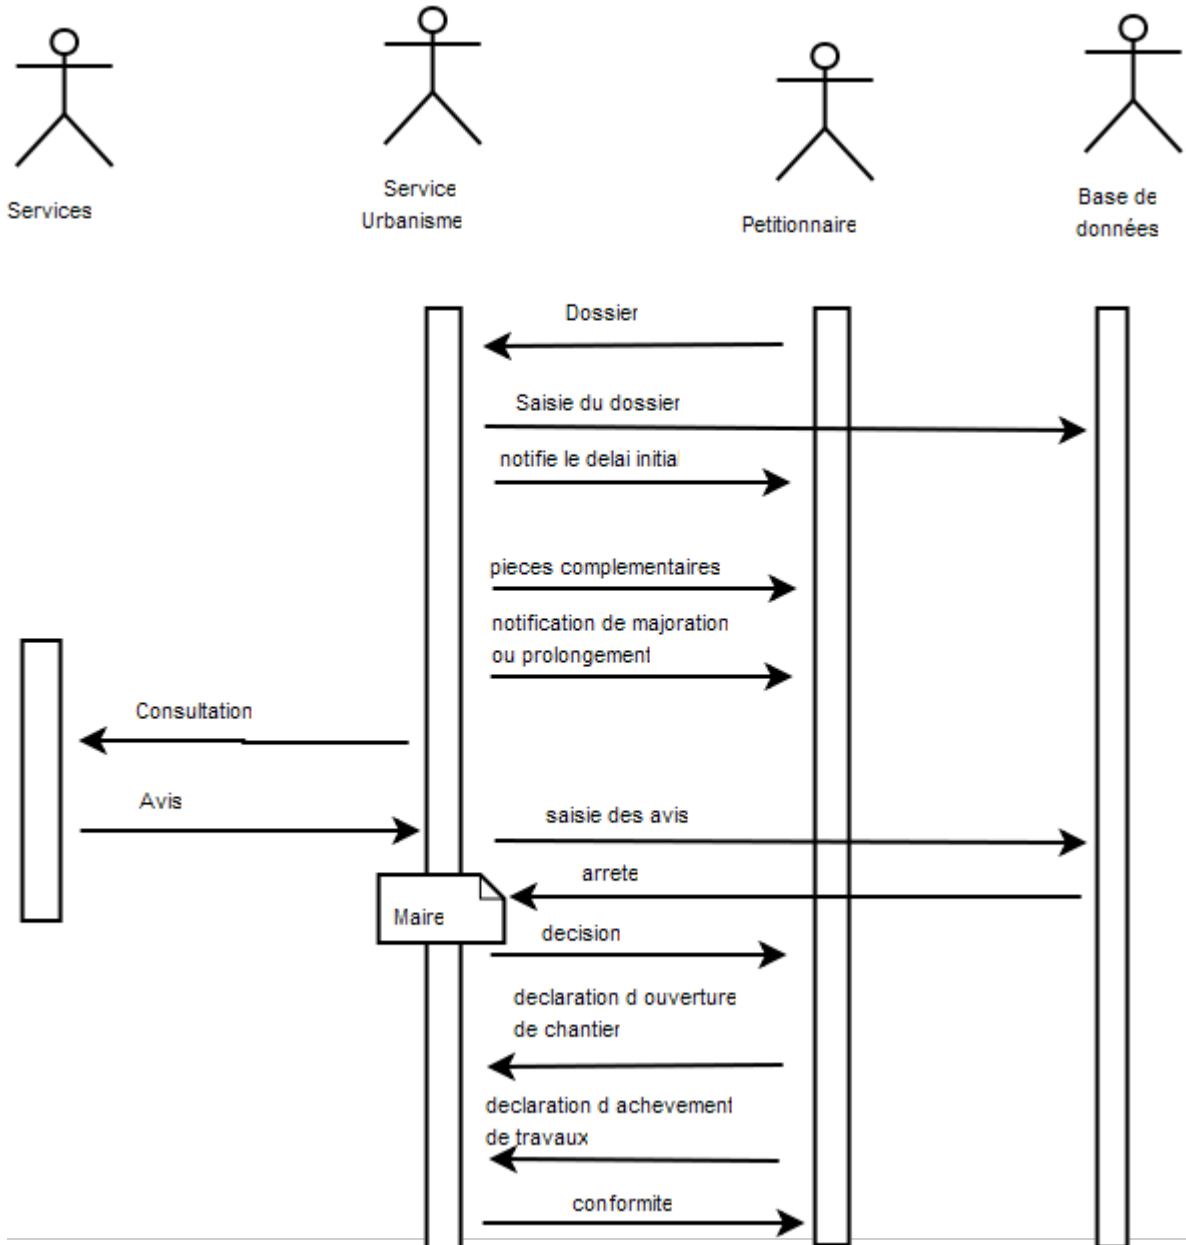 Services
Service
Urbanisme
Petitionnaire
Base de
données
Dossier
Saisie du dossier
notifie le delai initial
pieces complementaires
notification de majoration
ou prolongement
Consultation
Avis
saisie des avis
arrete
Maire
decision
declaration d ouverture
de chantier
declaration d achevement
de travaux
conformite